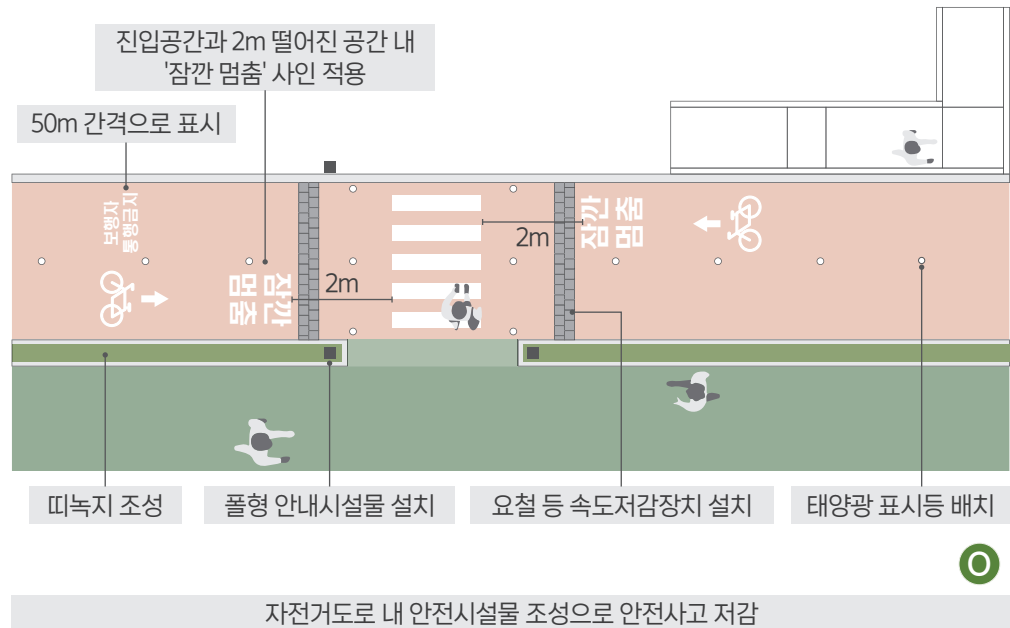 진입공간과 2m 떨어진 공간 내
'잠깐 멈춤' 사인 적용
50m 간격으로 표시
보행자
통행금지
잠깐
멈춤
2m
2m
잠깐
멈춤
띠녹지 조성
폴형 안내시설물 설치
요철 등 속도저감장치 설치
태양광 표시등 배치
O
자전거도로 내 안전시설물 조성으로 안전사고 저감